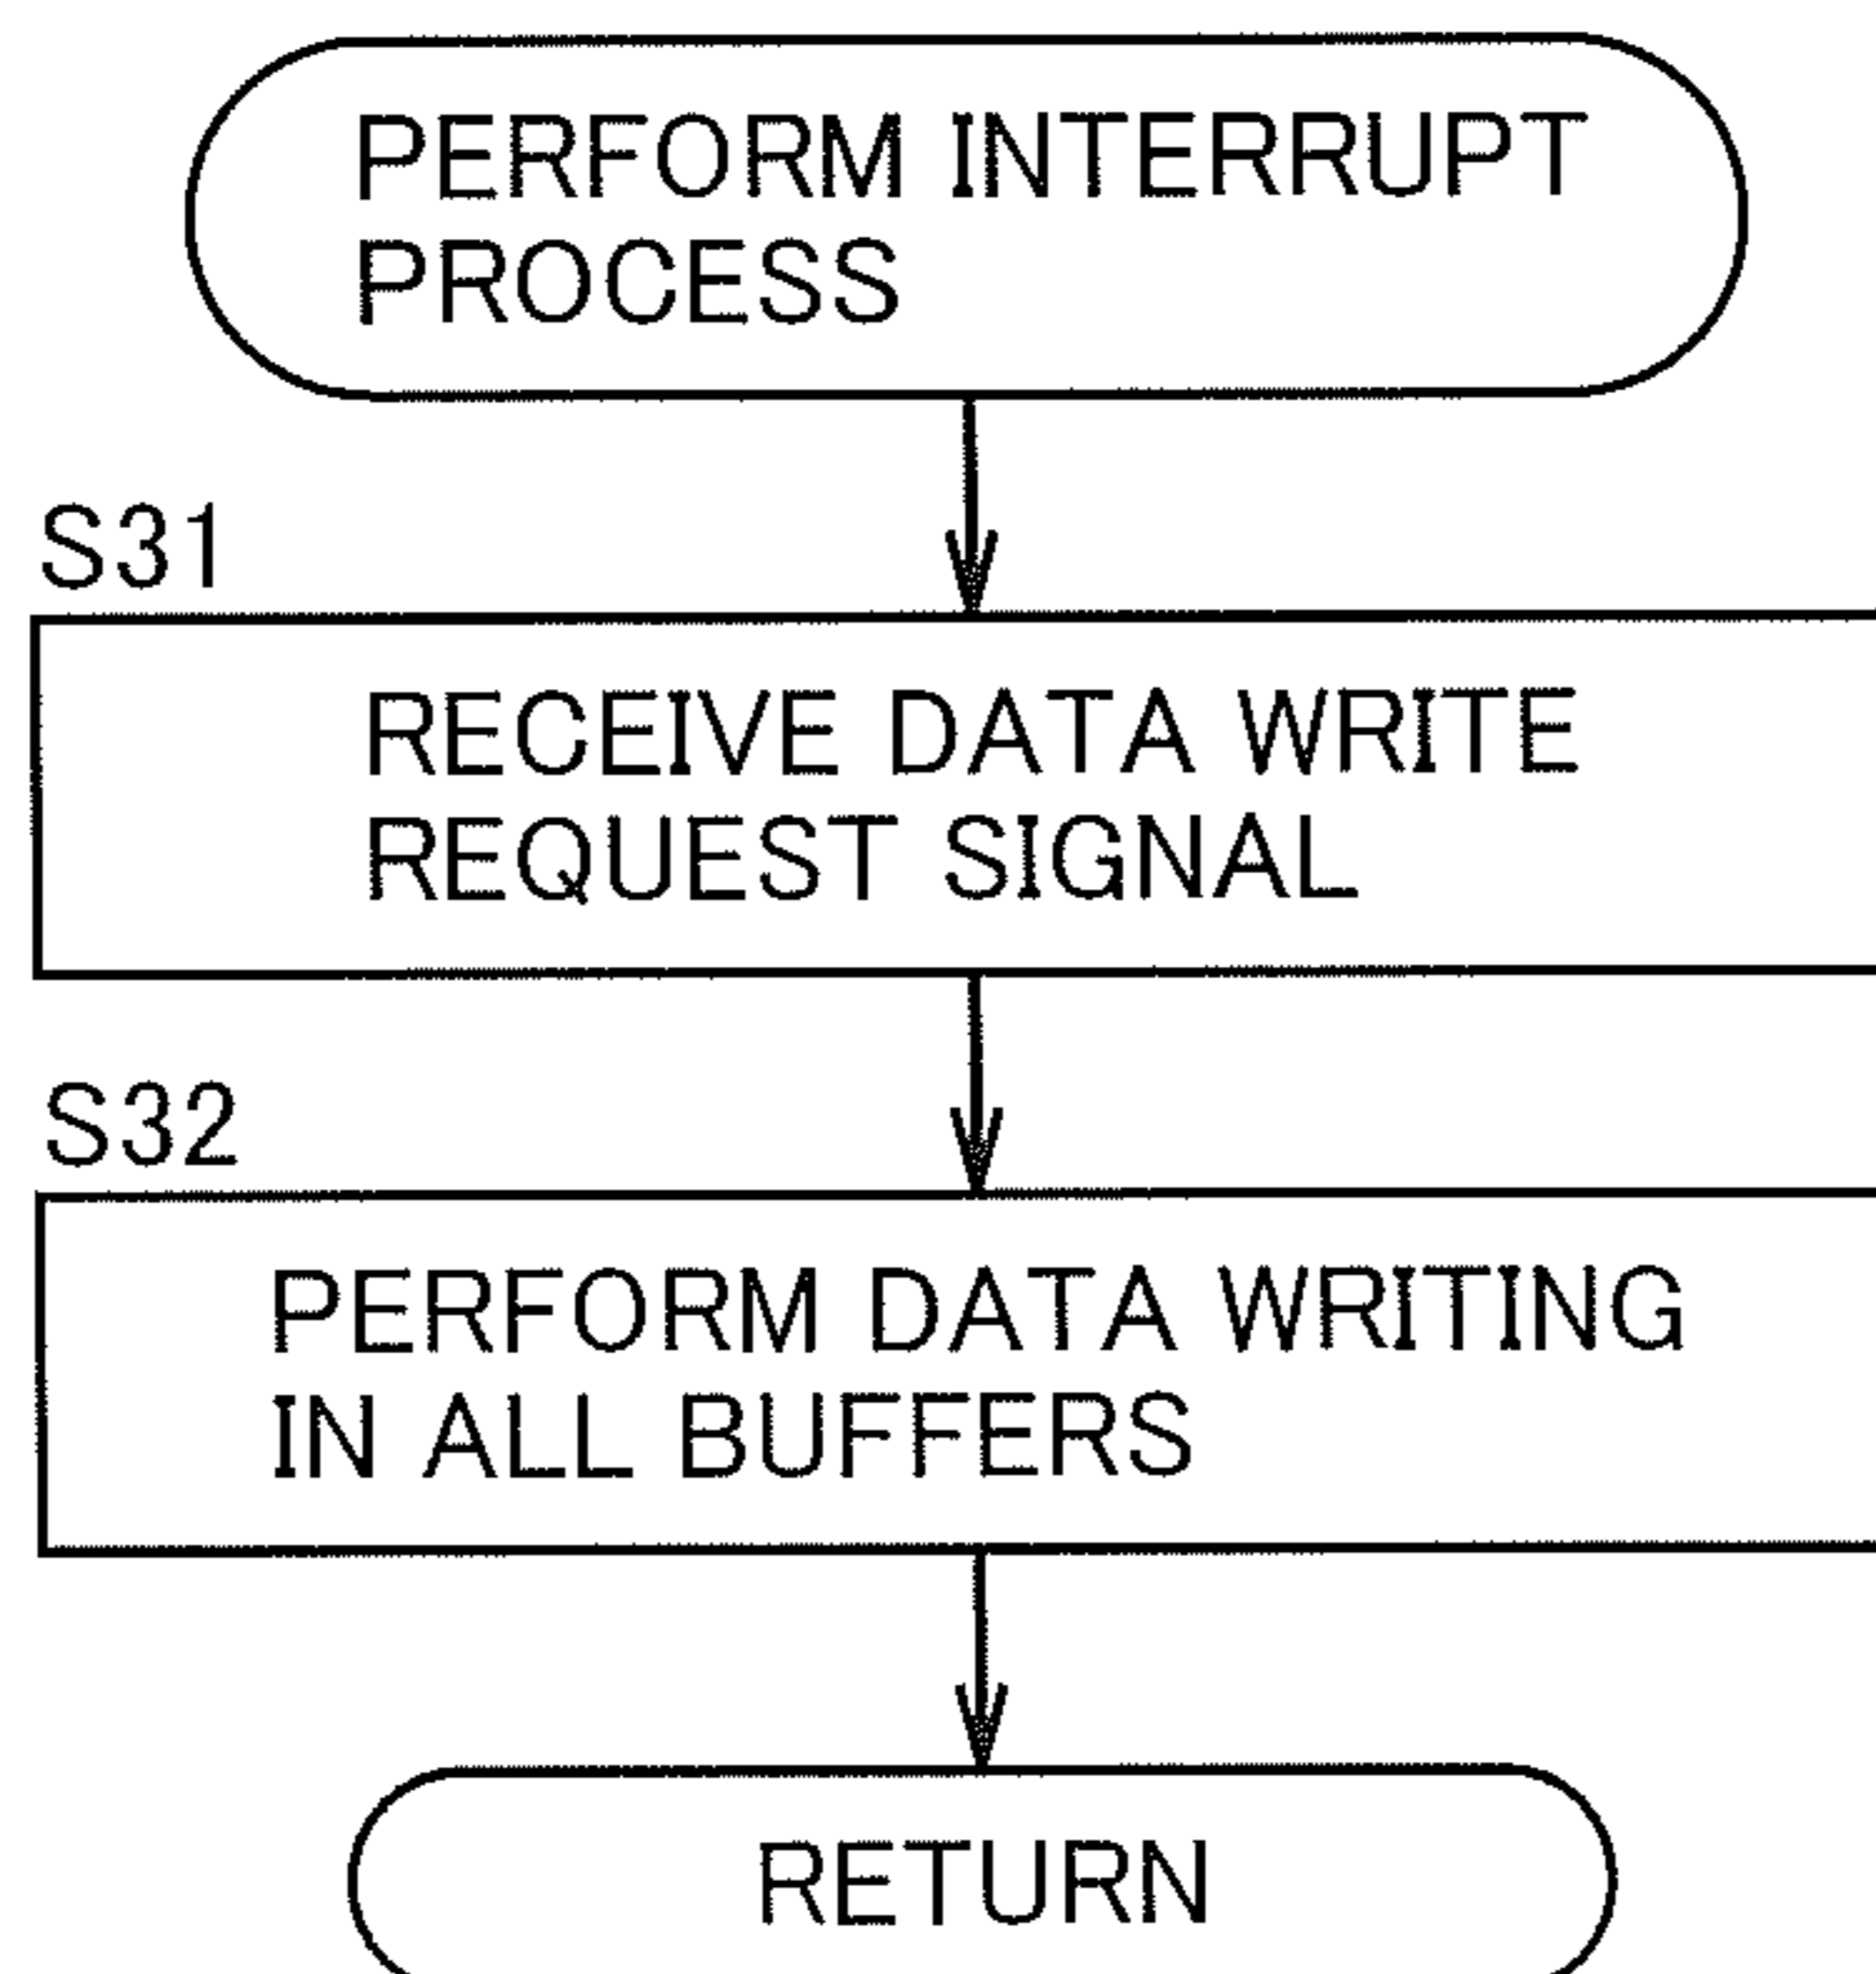 PERFORM INTERRUPT
PROCESS
S31
RECEIVE DATA WRITE
REQUEST SIGNAL
S32
PERFORM DATA WRITING
IN ALL BUFFERS
RETURN